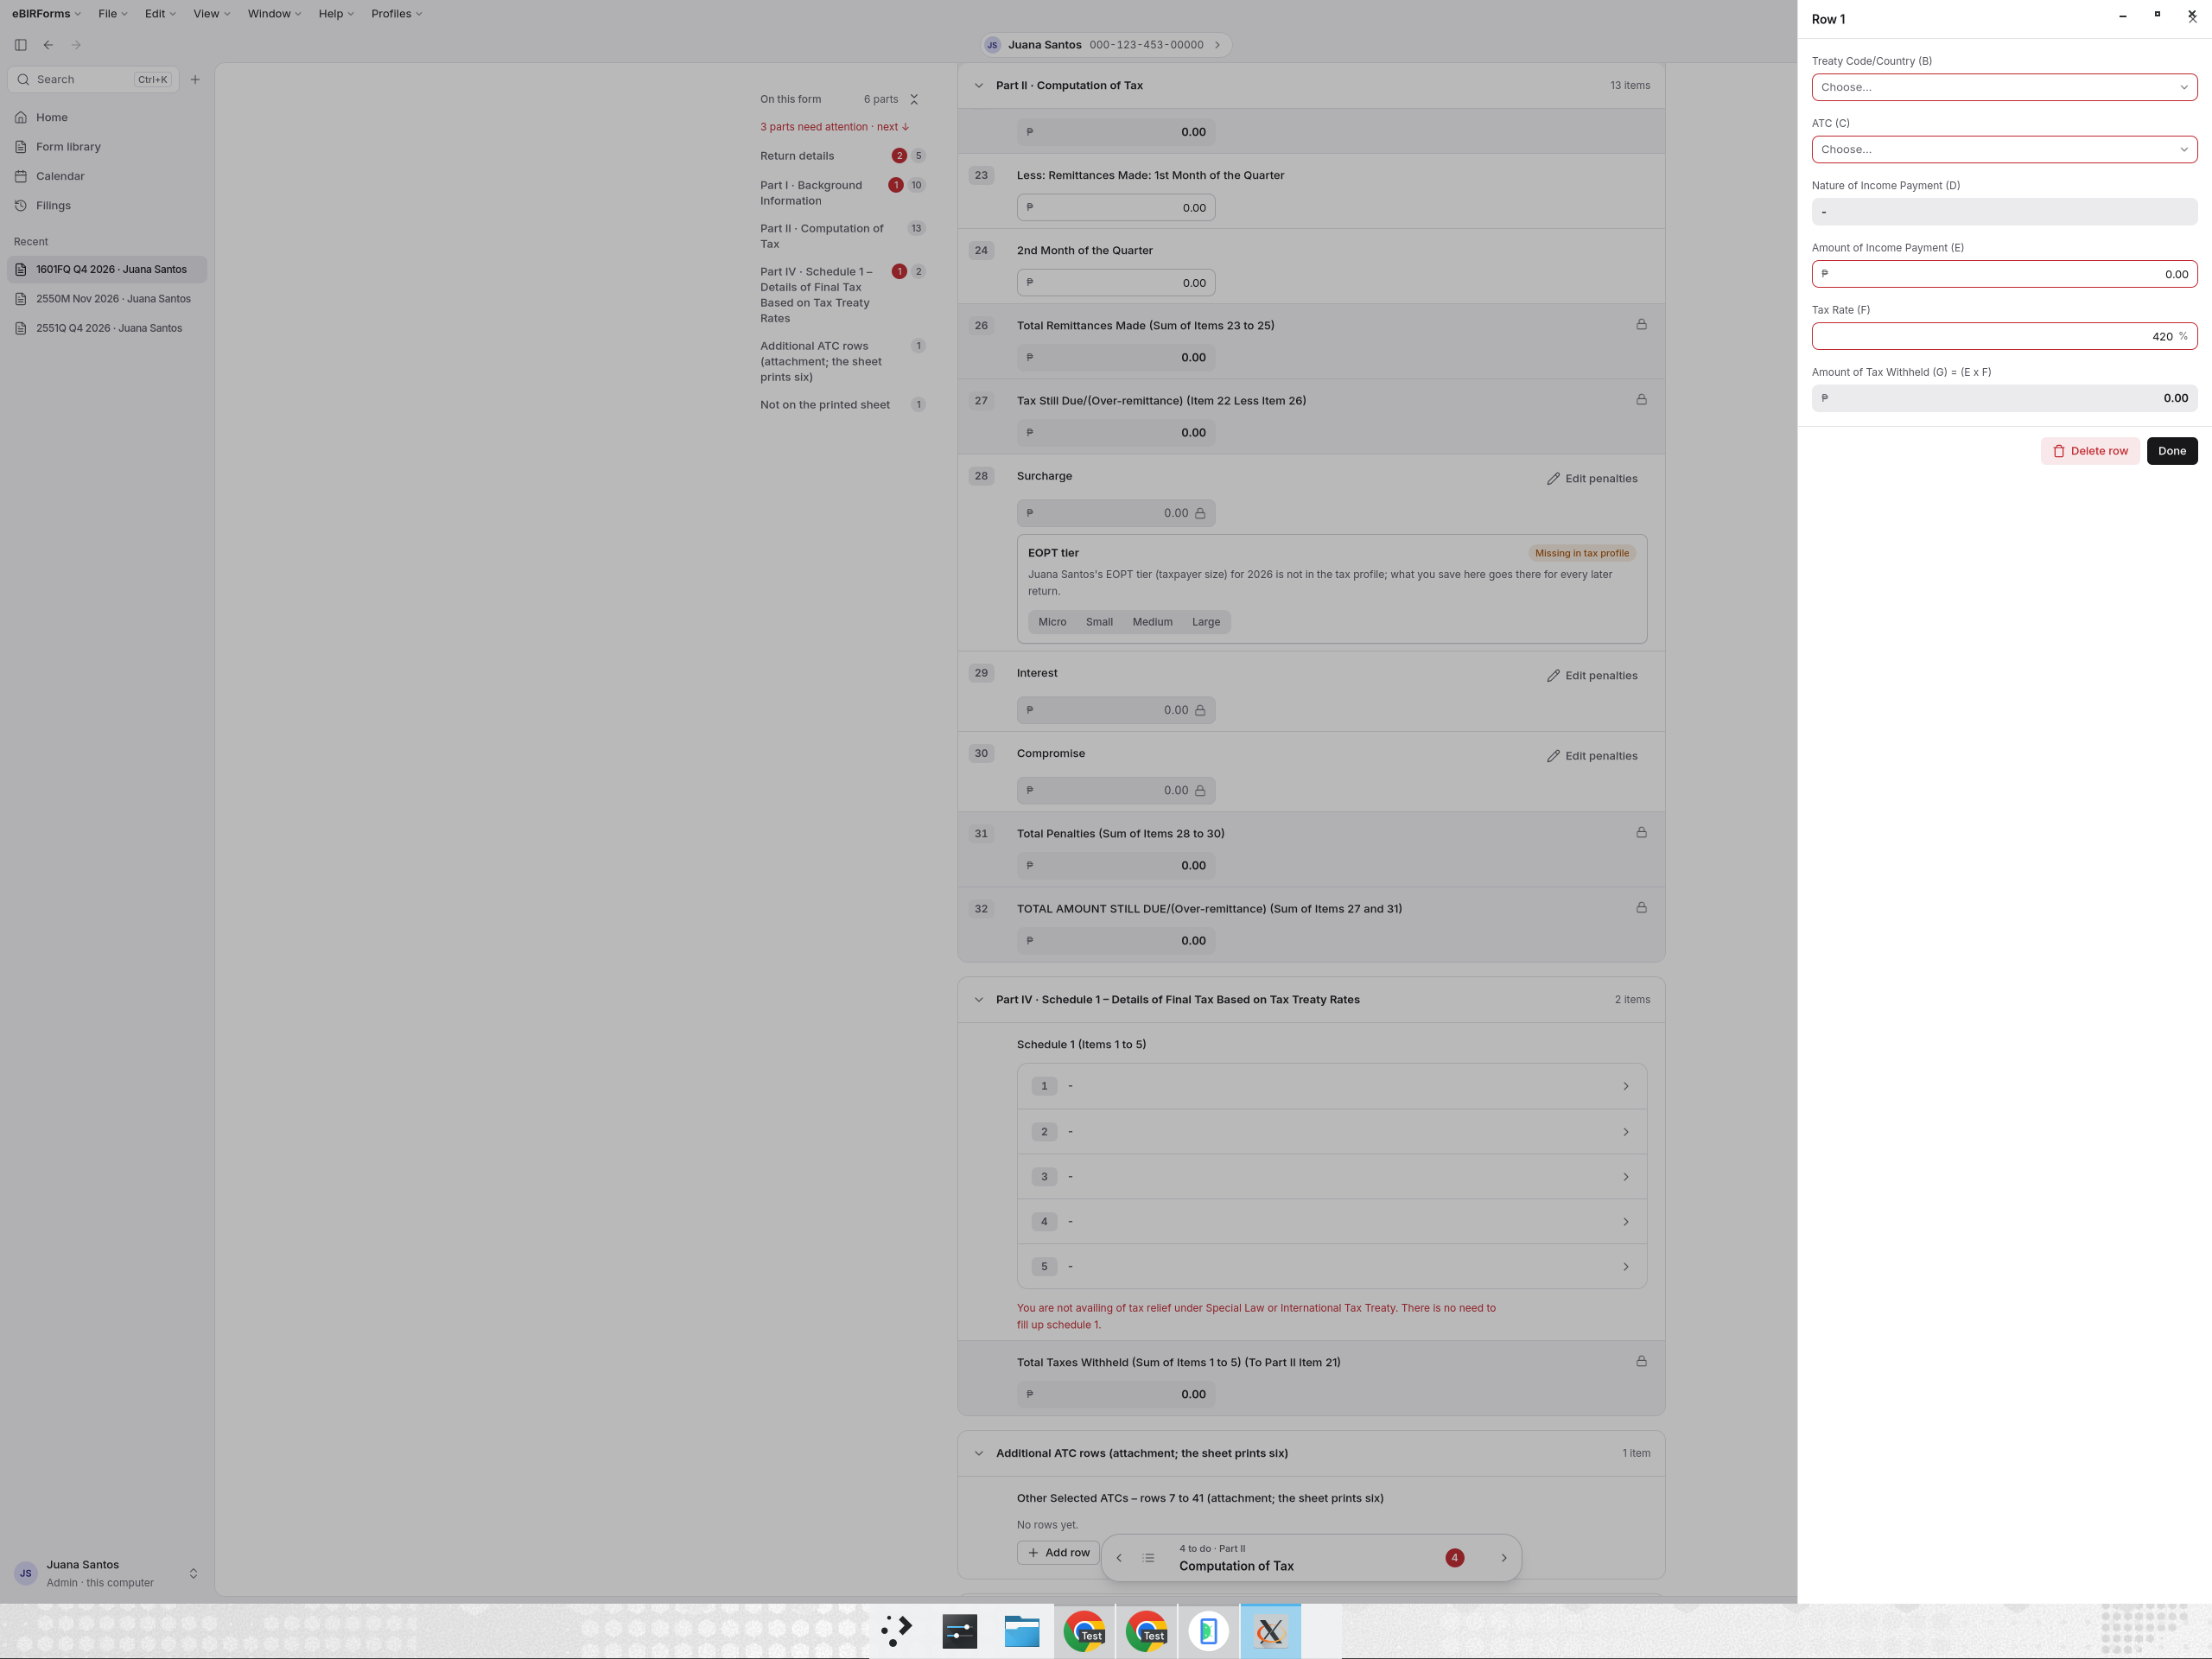 eBIRForms File Edit View Window Help Profiles
JS Juana Santos 000-123-453-00000
Search Ctrl+K
Home
Form library
Calendar
Filings
Recent
1601FQ Q4 2026 · Juana Santos
2550M Nov 2026 · Juana Santos
2551Q Q4 2026 · Juana Santos
JS Juana Santos
Admin · this computer
On this form 6 parts
3 parts need attention · next ↓
Return details 2 5
Part I · Background 1 10
Information
Part II · Computation of 13
Tax
Part IV · Schedule 1 – 1 2
Details of Final Tax
Based on Tax Treaty
Rates
Additional ATC rows 1
(attachment; the sheet
prints six)
Not on the printed sheet 1
Part II · Computation of Tax 13 items
₱ 0.00
23 Less: Remittances Made: 1st Month of the Quarter
₱ 0.00
24 2nd Month of the Quarter
₱ 0.00
26 Total Remittances Made (Sum of Items 23 to 25)
₱ 0.00
27 Tax Still Due/(Over-remittance) (Item 22 Less Item 26)
₱ 0.00
28 Surcharge Edit penalties
₱ 0.00
EOPT tier Missing in tax profile
Juana Santos's EOPT tier (taxpayer size) for 2026 is not in the tax profile; what you save here goes there for every later
return.
Micro Small Medium Large
29 Interest Edit penalties
₱ 0.00
30 Compromise Edit penalties
₱ 0.00
31 Total Penalties (Sum of Items 28 to 30)
₱ 0.00
32 TOTAL AMOUNT STILL DUE/(Over-remittance) (Sum of Items 27 and 31)
₱ 0.00
Part IV · Schedule 1 – Details of Final Tax Based on Tax Treaty Rates 2 items
Schedule 1 (Items 1 to 5)
1 -
2 -
3 -
4 -
5 -
You are not availing of tax relief under Special Law or International Tax Treaty. There is no need to
fill up schedule 1.
Total Taxes Withheld (Sum of Items 1 to 5) (To Part II Item 21)
₱ 0.00
Additional ATC rows (attachment; the sheet prints six) 1 item
Other Selected ATCs – rows 7 to 41 (attachment; the sheet prints six)
No rows yet.
Add row
4 to do · Part II
Computation of Tax 4
Row 1
Treaty Code/Country (B)
Choose...
ATC (C)
Choose...
Nature of Income Payment (D)
-
Amount of Income Payment (E)
₱ 0.00
Tax Rate (F)
420 %
Amount of Tax Withheld (G) = (E x F)
₱ 0.00
Delete row Done
Test Test